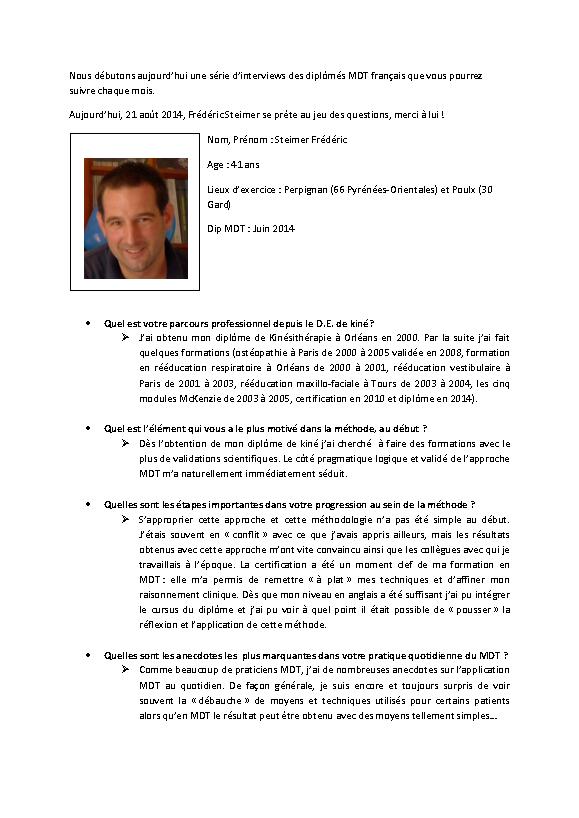 Nous débutons aujourd'hui une série d'interviews des diplômés MDT français que vous pourrez
suivre chaque mois.
Aujourd'hui, 21 août 2014, Frédéric Steimer se prête au jeu des questions, merci à lui !
Nom, Prénom : Steimer Frédéric
Age : 41 ans
Lieux d'exercice : Perpignan (66 Pyrénées-Orientales) et Poulx (30
Gard)
Dip MDT : Juin 2014
• Quel est votre parcours professionnel depuis le D.E. de kiné ?
➢ J'ai obtenu mon diplôme de Kinésithérapie à Orléans en 2000. Par la suite j'ai fait
quelques formations (ostéopathie à Paris de 2000 à 2005 validée en 2008, formation
en rééducation respiratoire à Orléans de 2000 à 2001, rééducation vestibulaire à
Paris de 2001 à 2003, rééducation maxillo-faciale à Tours de 2003 à 2004, les cinq
modules McKenzie de 2003 à 2005, certification en 2010 et diplôme en 2014).
• Quel est l'élément qui vous a le plus motivé dans la méthode, au début ?
➢ Dès l'obtention de mon diplôme de kiné j'ai cherché à faire des formations avec le
plus de validations scientifiques. Le côté pragmatique logique et validé de l'approche
MDT m'a naturellement immédiatement séduit.
• Quelles sont les étapes importantes dans votre progression au sein de la méthode ?
➢ S'approprier cette approche et cette méthodologie n'a pas été simple au début.
J'étais souvent en « conflit » avec ce que j'avais appris ailleurs, mais les résultats
obtenus avec cette approche m'ont vite convaincu ainsi que les collègues avec qui je
travaillais à l'époque. La certification a été un moment clef de ma formation en
MDT : elle m'a permis de remettre « à plat » mes techniques et d'affiner mon
raisonnement clinique. Dès que mon niveau en anglais a été suffisant j'ai pu intégrer
le cursus du diplôme et j'ai pu voir à quel point il était possible de « pousser » la
réflexion et l'application de cette méthode.
• Quelles sont les anecdotes les plus marquantes dans votre pratique quotidienne du MDT ?
➢ Comme beaucoup de praticiens MDT, j'ai de nombreuses anecdotes sur l'application
MDT au quotidien. De façon générale, je suis encore et toujours surpris de voir
souvent la « débauche » de moyens et techniques utilisés pour certains patients
alors qu'en MDT le résultat peut être obtenu avec des moyens tellement simples...